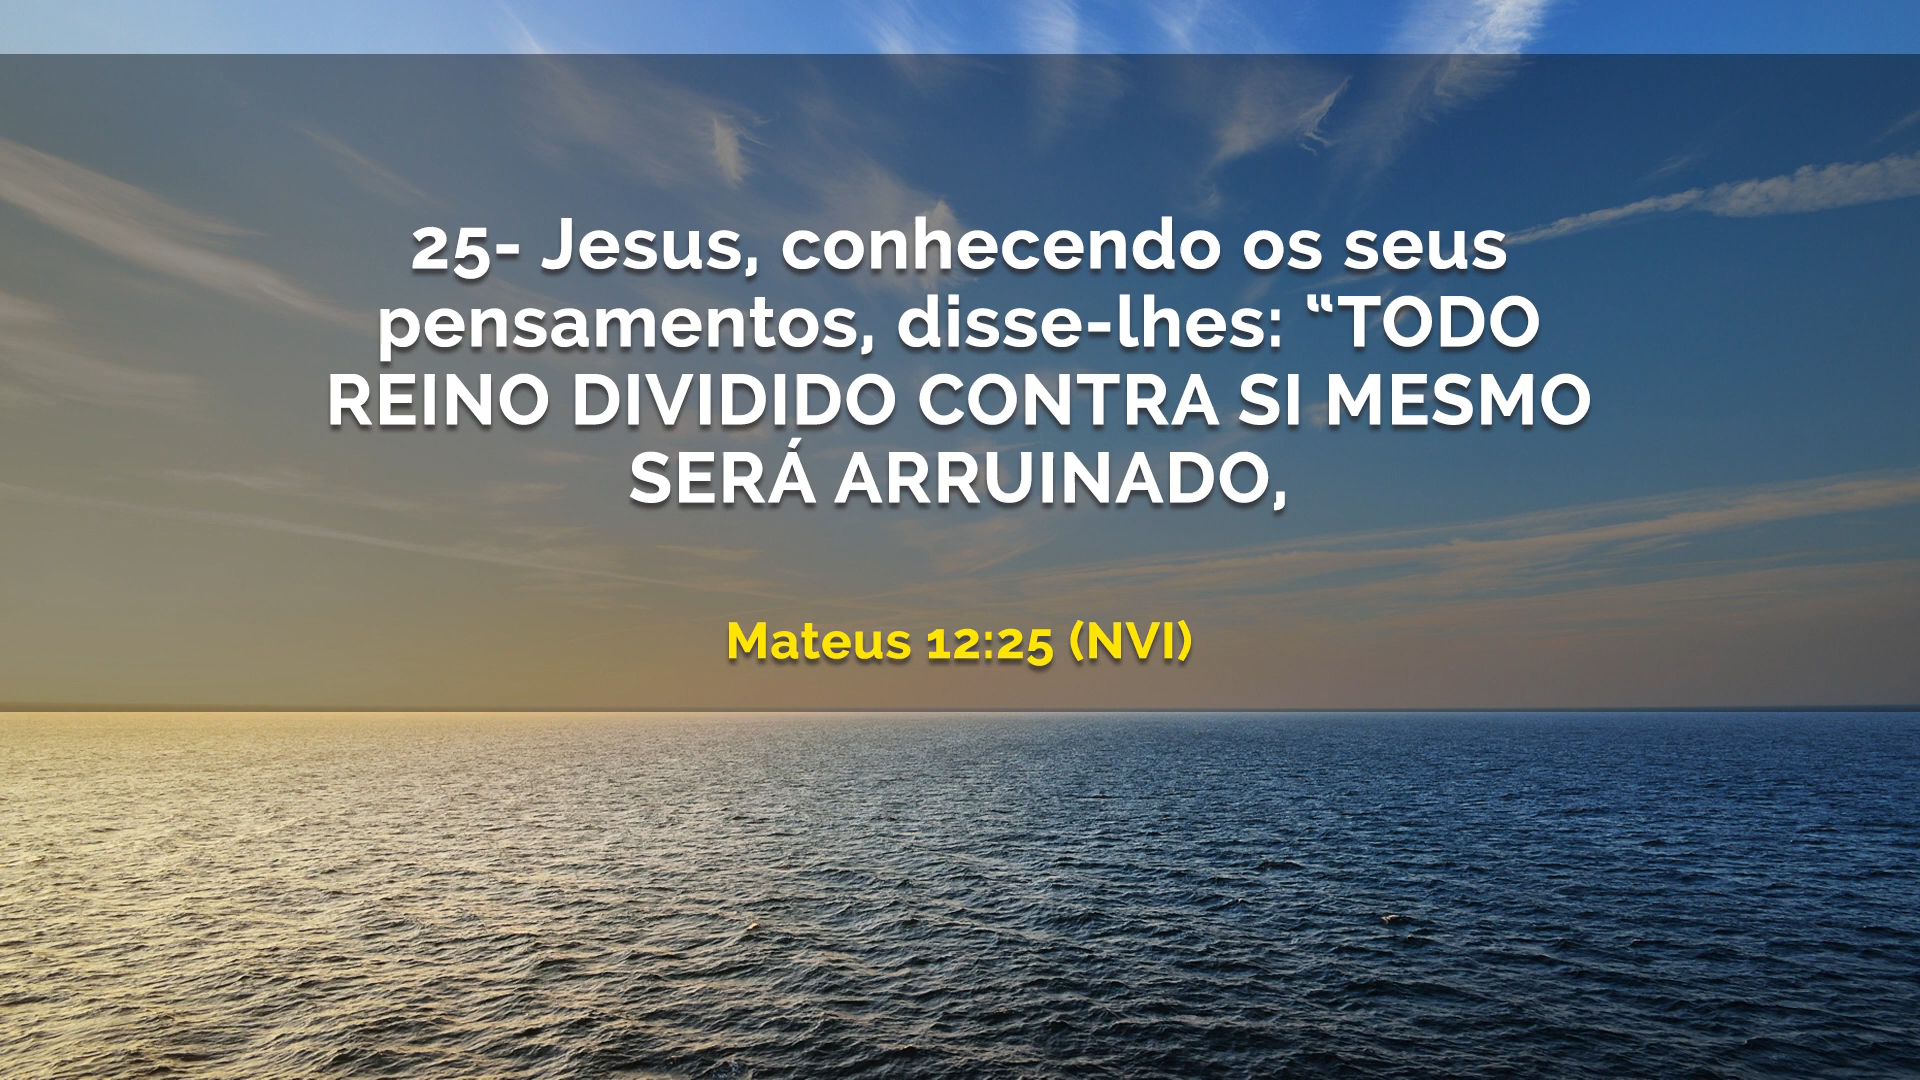 25- Jesus, conhecendo os seus
pensamentos, disse-lhes: “TODO
REINO DIVIDIDO CONTRA SI MESMO
SERÁ ARRUINADO,
Mateus 12:25 (NVI)